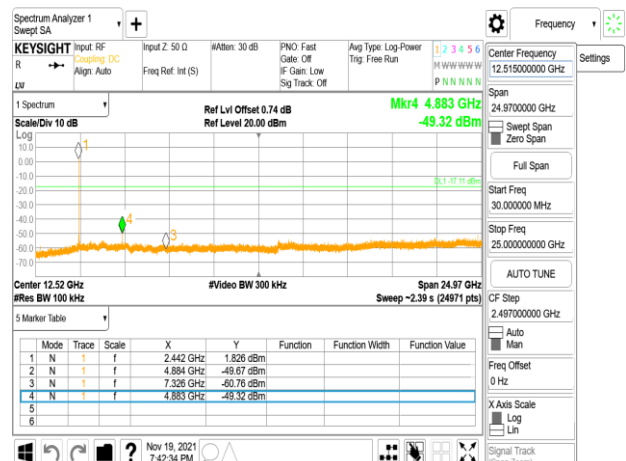 Spectrum Analyzer 1
Swept SA
Frequency
KEYSIGHT
R
LXI
Input: RF
Coupling: DC
Align: Auto
Input Z: 50 Ω
Freq Ref: Int (S)
#Atten: 30 dB
PNO: Fast
Gate: Off
IF Gain: Low
Sig Track: Off
Avg Type: Log-Power
Trig: Free Run
1 2 3 4 5 6
M W W W W W
P N N N N N
Center Frequency
12.515000000 GHz
Settings
Span
24.9700000 GHz
Swept Span
Zero Span
Full Span
Start Freq
30.000000 MHz
Stop Freq
25.000000000 GHz
AUTO TUNE
CF Step
2.497000000 GHz
Auto
Man
Freq Offset
0 Hz
X Axis Scale
Log
Lin
Signal Track
1 Spectrum
Scale/Div 10 dB
Ref Lvl Offset 0.74 dB
Ref Level 20.00 dBm
Mkr4 4.883 GHz
-49.32 dBm
Log
10.0
0.00
-10.0
-20.0
-30.0
-40.0
-50.0
-60.0
-70.0
1
4
3
DL1 -17.11 dBm
Center 12.52 GHz
#Video BW 300 kHz
Span 24.97 GHz
#Res BW 100 kHz
Sweep ~2.39 s (24971 pts)
5 Marker Table
Mode Trace Scale X Y Function Function Width Function Value
1 N 1 f 2.442 GHz 1.826 dBm
2 N 1 f 4.884 GHz -49.67 dBm
3 N 1 f 7.326 GHz -60.76 dBm
4 N 1 f 4.883 GHz -49.32 dBm
5
6
?
Nov 19, 2021
7:42:34 PM